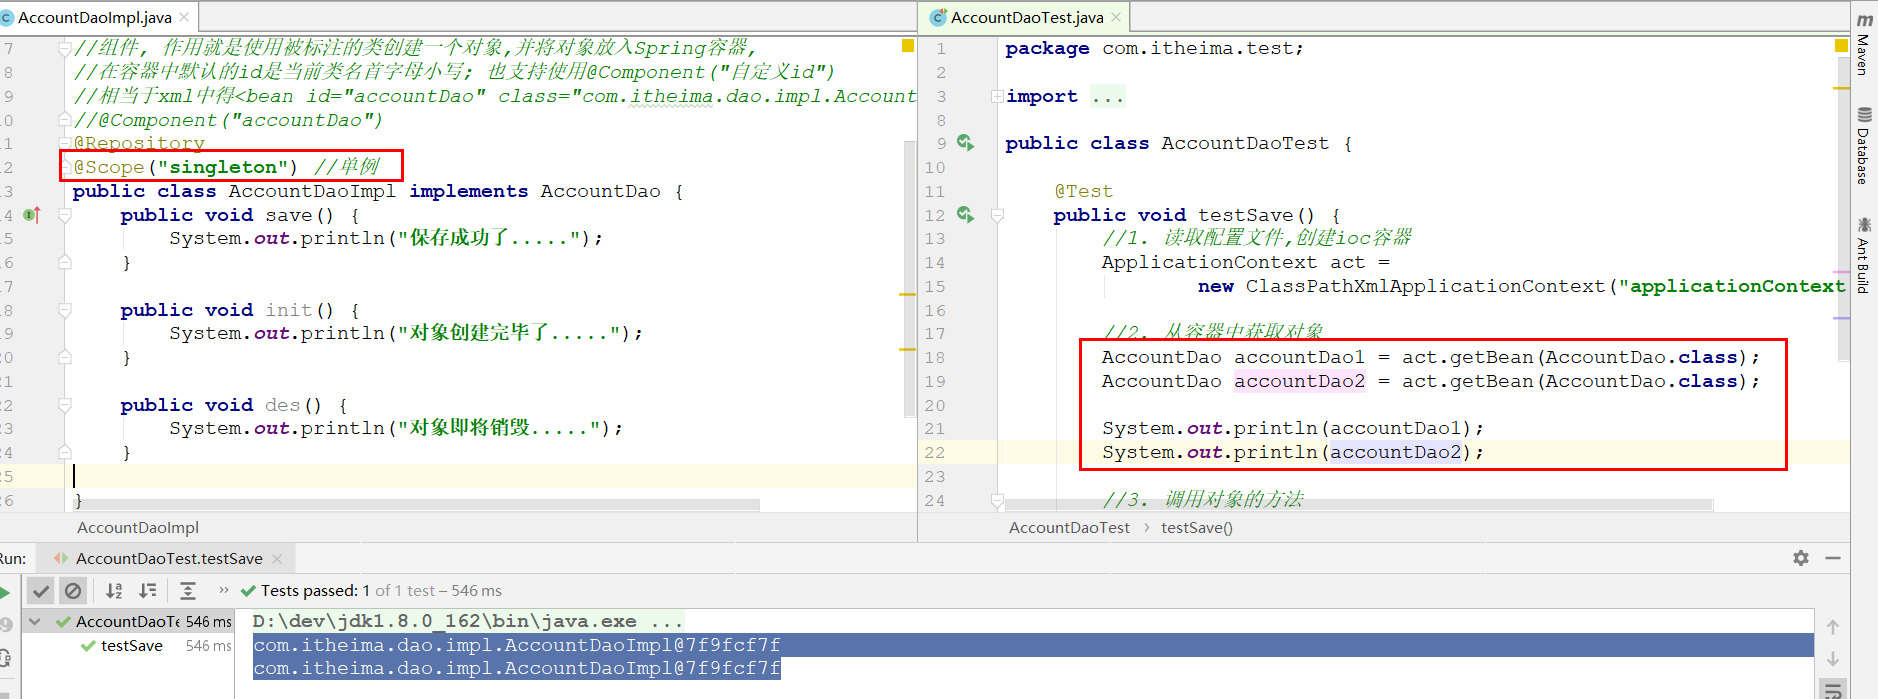 AccountDaoImpl.java
7 //组件, 作用就是使用被标注的类创建一个对象,并将对象放入Spring容器,
8 //在容器中默认的id是当前类名首字母小写; 也支持使用@Component("自定义id")
9 //相当于xml中得<bean id="accountDao" class="com.itheima.dao.impl.Account
0 //@Component("accountDao")
1 @Repository
2 @Scope("singleton") //单例
3 public class AccountDaoImpl implements AccountDao {
4 public void save() {
5 System.out.println("保存成功了.....");
6 }
7
8 public void init() {
9 System.out.println("对象创建完毕了.....");
0 }
1
2 public void des() {
3 System.out.println("对象即将销毁.....");
4 }
5
6 }
AccountDaoImpl
AccountDaoTest.java
1 package com.itheima.test;
2
3 import ...
8
9 public class AccountDaoTest {
10
11 @Test
12 public void testSave() {
13 //1. 读取配置文件,创建ioc容器
14 ApplicationContext act =
15 new ClassPathXmlApplicationContext("applicationContext
16
17 //2. 从容器中获取对象
18 AccountDao accountDao1 = act.getBean(AccountDao.class);
19 AccountDao accountDao2 = act.getBean(AccountDao.class);
20
21 System.out.println(accountDao1);
22 System.out.println(accountDao2);
23
24 //3. 调用对象的方法
AccountDaoTest › testSave()
Maven
Database
Ant Build
Run: AccountDaoTest.testSave
Tests passed: 1 of 1 test – 546 ms
AccountDaoTe 546 ms
testSave 546 ms
D:\dev\jdk1.8.0_162\bin\java.exe ...
com.itheima.dao.impl.AccountDaoImpl@7f9fcf7f
com.itheima.dao.impl.AccountDaoImpl@7f9fcf7f